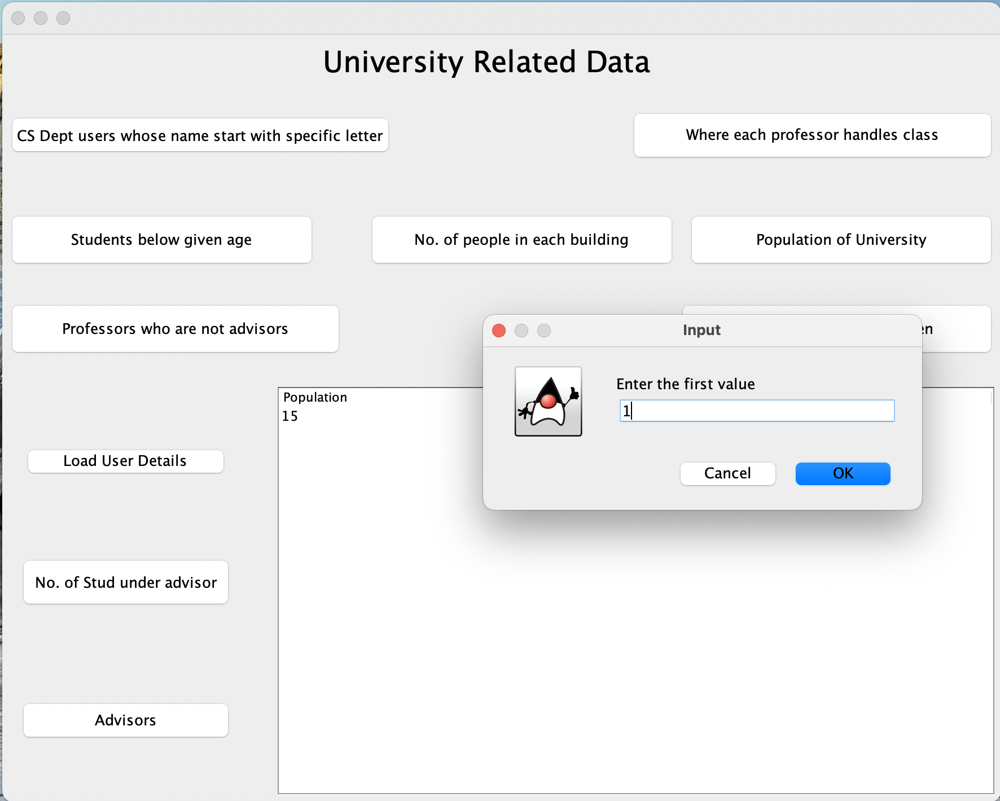 University Related Data
CS Dept users whose name start with specific letter
Where each professor handles class
Students below given age
No. of people in each building
Population of University
Professors who are not advisors
Input
Enter the first value
1
Cancel
OK
Population
15
Load User Details
No. of Stud under advisor
Advisors